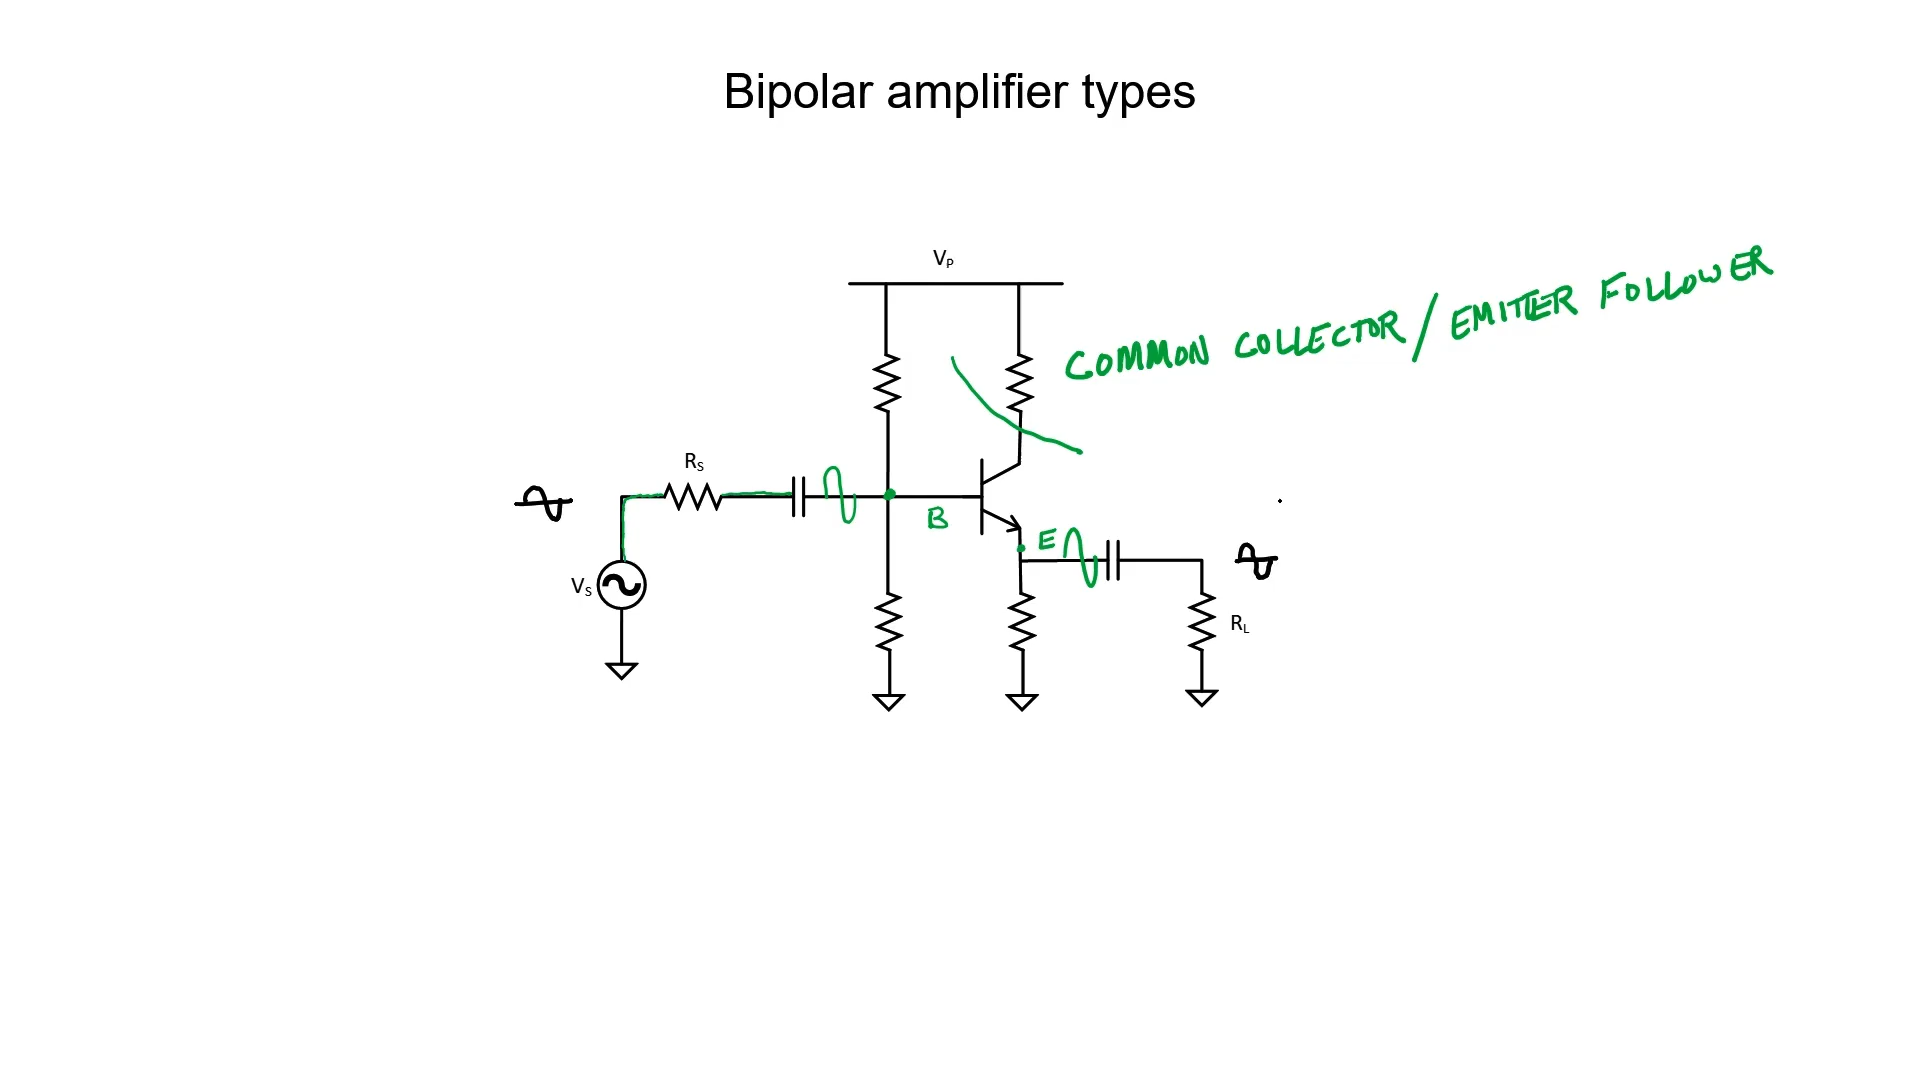 Bipolar amplifier types
VP
COMMON COLLECTOR/EMITTER FOLLOWER
RS
B
E
VS
RL